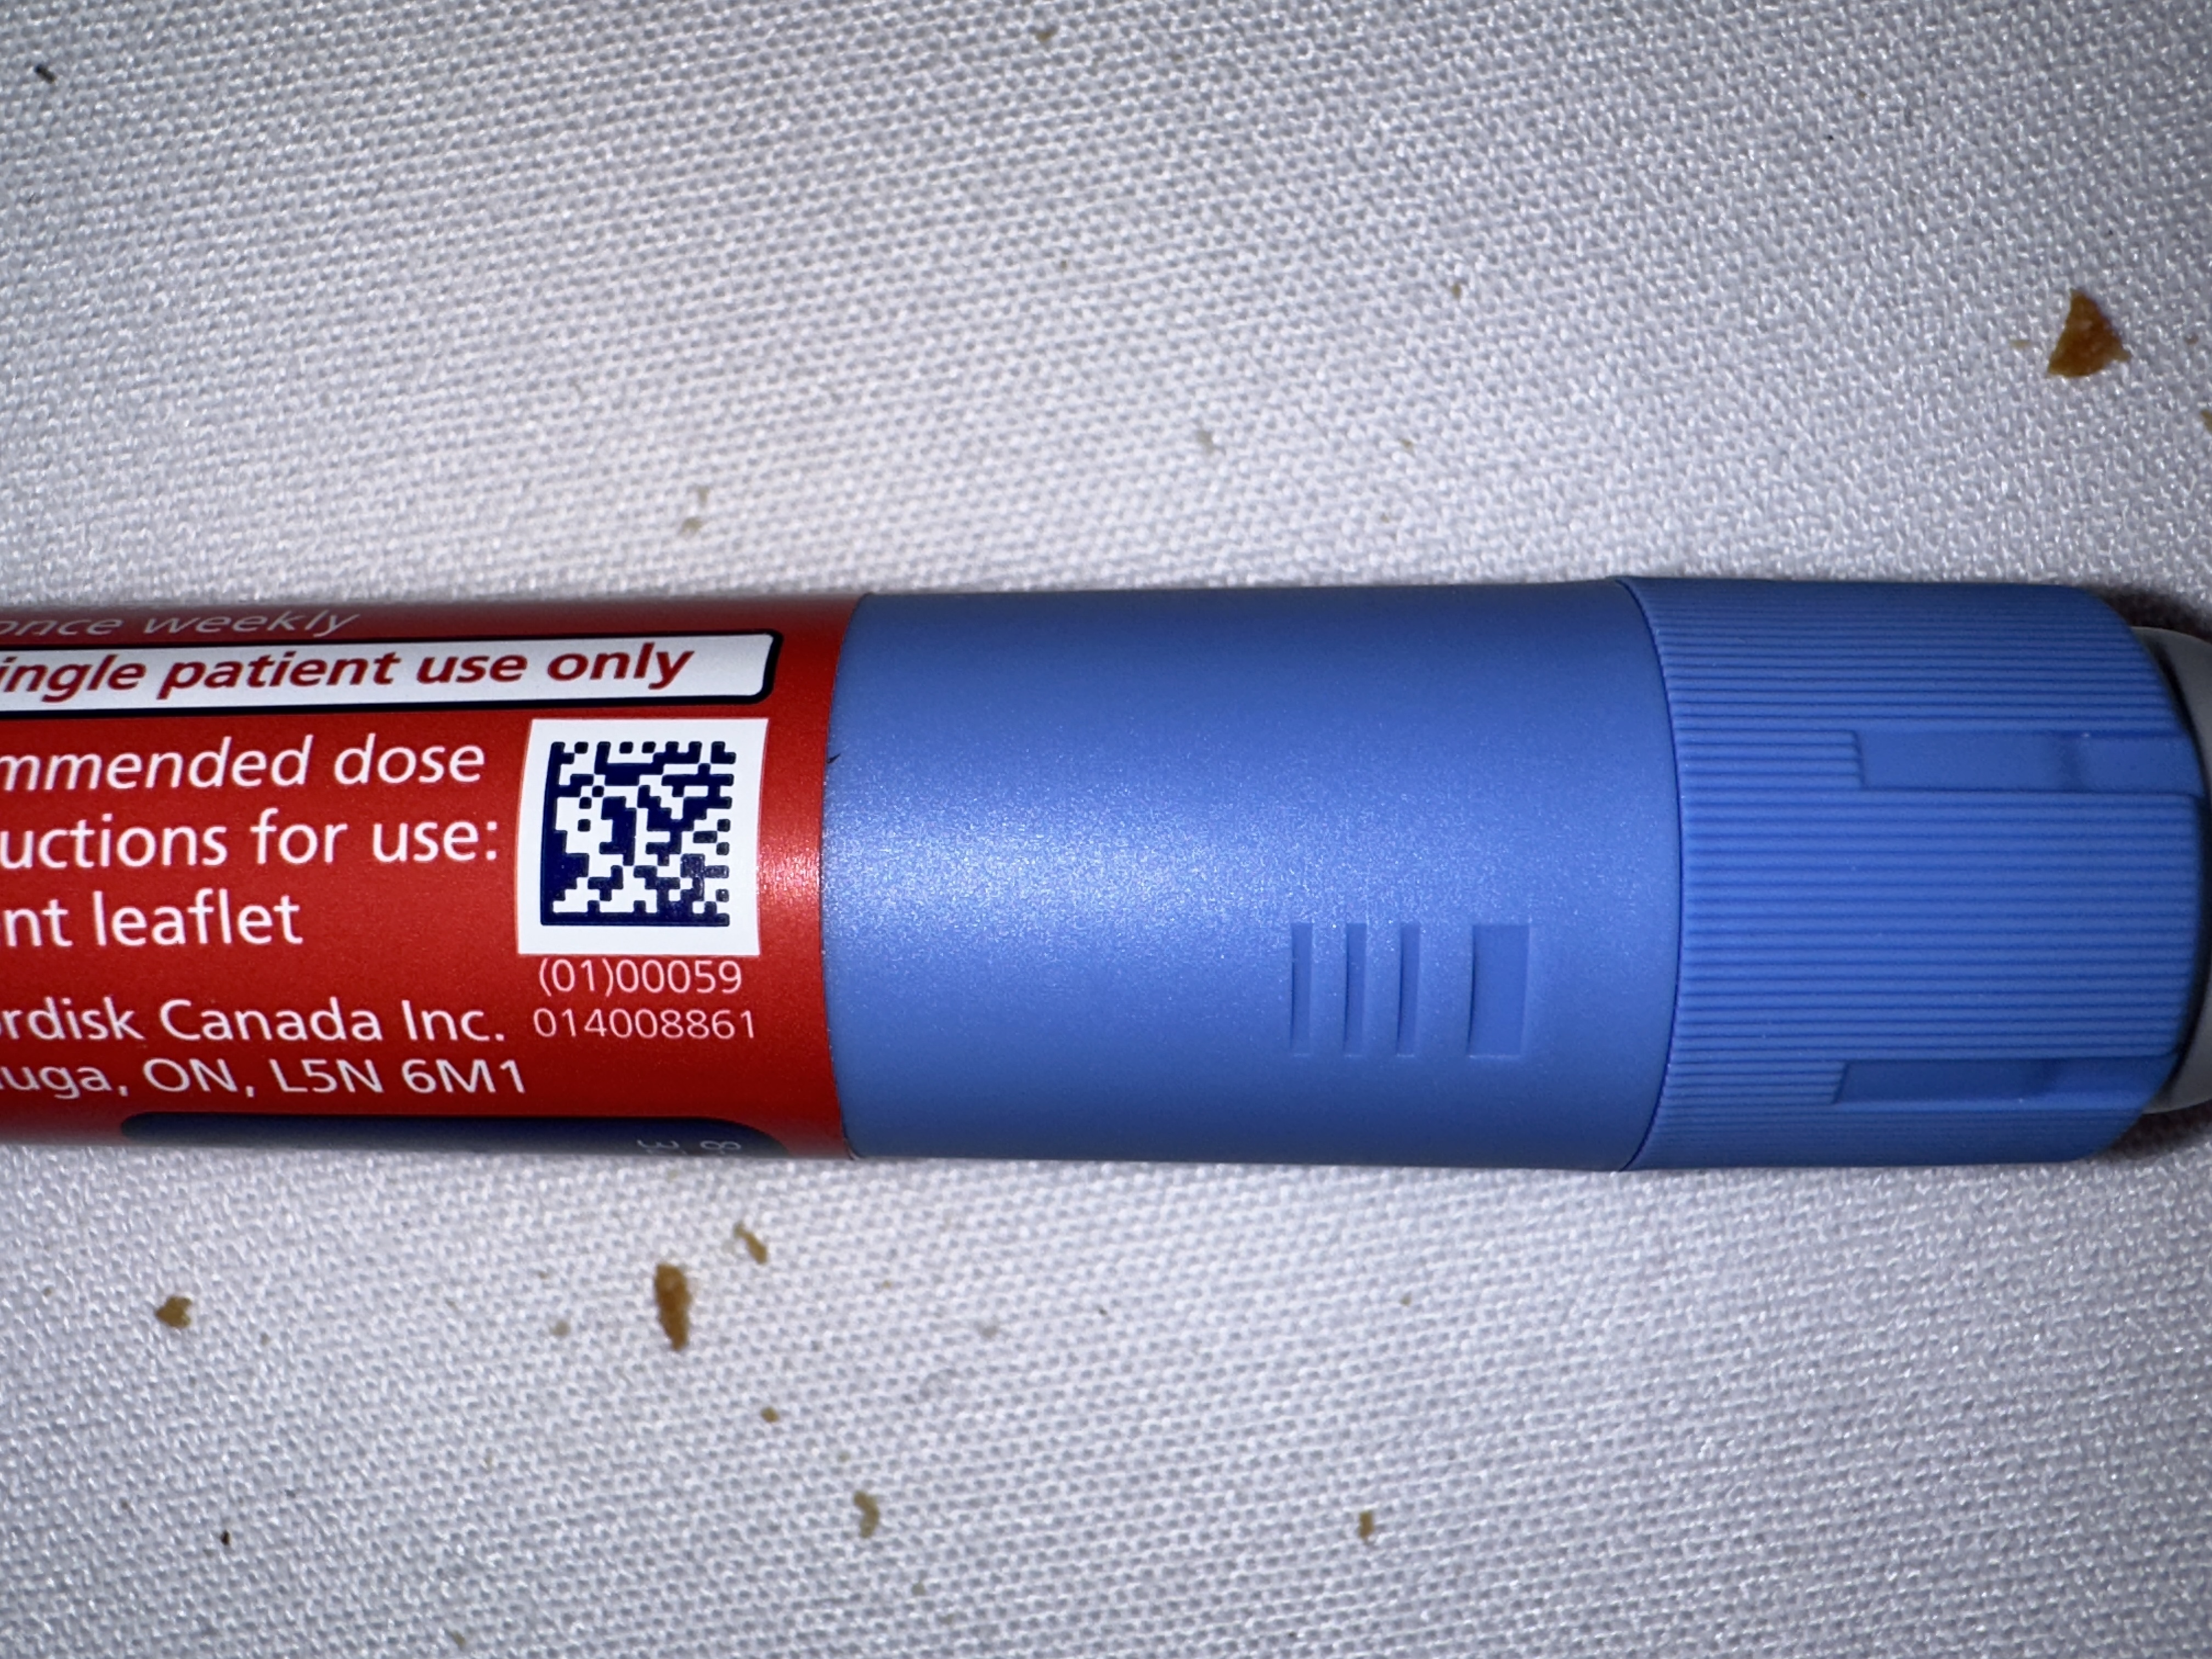 once weekly
ingle patient use only
mmended dose
uctions for use:
nt leaflet
(01)00059
014008861
rdisk Canada Inc.
uga, ON, L5N 6M1